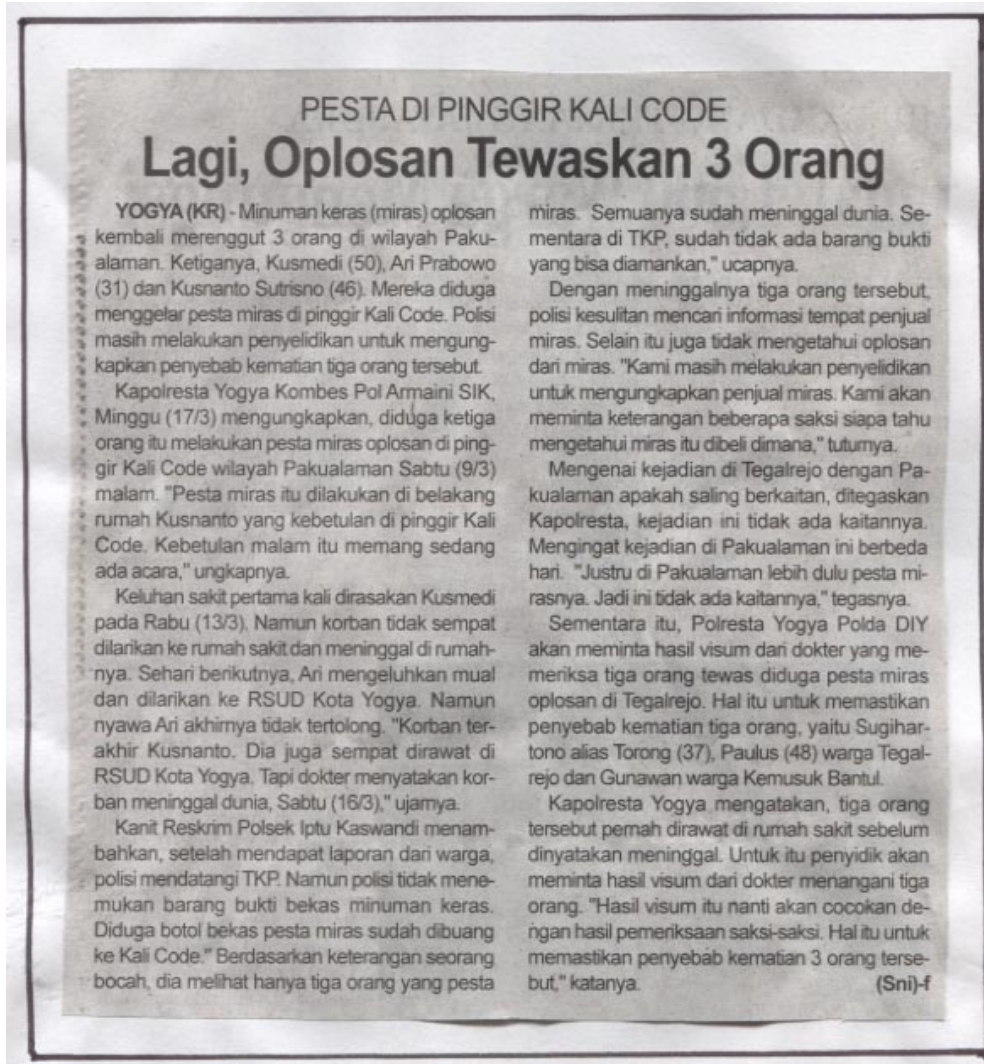 PESTA DI PINGGIR KALI CODE
Lagi, Oplosan Tewaskan 3 Orang
YOGYA (KR) - Minuman keras (miras) oplosan
kembali merenggut 3 orang di wilayah Paku-
alaman. Ketiganya, Kusmedi (50), Ari Prabowo
(31) dan Kusnanto Sutrisno (46). Mereka diduga
menggelar pesta miras di pinggir Kali Code. Polisi
masih melakukan penyelidikan untuk mengung-
kapkan penyebab kematian tiga orang tersebut.
Kapolresta Yogya Kombes Pol Armaini SIK,
Minggu (17/3) mengungkapkan, diduga ketiga
orang itu melakukan pesta miras oplosan di ping-
gir Kali Code wilayah Pakualaman Sabtu (9/3)
malam. "Pesta miras itu dilakukan di belakang
rumah Kusnanto yang kebetulan di pinggir Kali
Code. Kebetulan malam itu memang sedang
ada acara," ungkapnya.
Keluhan sakit pertama kali dirasakan Kusmedi
pada Rabu (13/3). Namun korban tidak sempat
dilarikan ke rumah sakit dan meninggal di rumah-
nya. Sehari berikutnya, Ari mengeluhkan mual
dan dilarikan ke RSUD Kota Yogya. Namun
nyawa Ari akhirnya tidak tertolong. "Korban ter-
akhir Kusnanto. Dia juga sempat dirawat di
RSUD Kota Yogya. Tapi dokter menyatakan kor-
ban meninggal dunia, Sabtu (16/3)," ujarnya.
Kanit Reskrim Polsek Iptu Kaswandi menam-
bahkan, setelah mendapat laporan dari warga,
polisi mendatangi TKP. Namun polisi tidak mene-
mukan barang bukti bekas minuman keras.
Diduga botol bekas pesta miras sudah dibuang
ke Kali Code." Berdasarkan keterangan seorang
bocah, dia melihat hanya tiga orang yang pesta
miras. Semuanya sudah meninggal dunia. Se-
mentara di TKP, sudah tidak ada barang bukti
yang bisa diamankan," ucapnya.
Dengan meninggalnya tiga orang tersebut,
polisi kesulitan mencari informasi tempat penjual
miras. Selain itu juga tidak mengetahui oplosan
dari miras. "Kami masih melakukan penyelidikan
untuk mengungkapkan penjual miras. Kami akan
meminta keterangan beberapa saksi siapa tahu
mengetahui miras itu dibeli dimana," tuturnya.
Mengenai kejadian di Tegalrejo dengan Pa-
kualaman apakah saling berkaitan, ditegaskan
Kapolresta, kejadian ini tidak ada kaitannya.
Mengingat kejadian di Pakualaman ini berbeda
hari. "Justru di Pakualaman lebih dulu pesta mi-
rasnya. Jadi ini tidak ada kaitannya," tegasnya.
Sementara itu, Polresta Yogya Polda DIY
akan meminta hasil visum dari dokter yang me-
meriksa tiga orang tewas diduga pesta miras
oplosan di Tegalrejo. Hal itu untuk memastikan
penyebab kematian tiga orang, yaitu Sugihar-
tono alias Torong (37), Paulus (48) warga Tegal-
rejo dan Gunawan warga Kemusuk Bantul.
Kapolresta Yogya mengatakan, tiga orang
tersebut pernah dirawat di rumah sakit sebelum
dinyatakan meninggal. Untuk itu penyidik akan
meminta hasil visum dari dokter menangani tiga
orang. "Hasil visum itu nanti akan cocokan de-
ngan hasil pemeriksaan saksi-saksi. Hal itu untuk
memastikan penyebab kematian 3 orang terse-
but," katanya. (Sni)-f